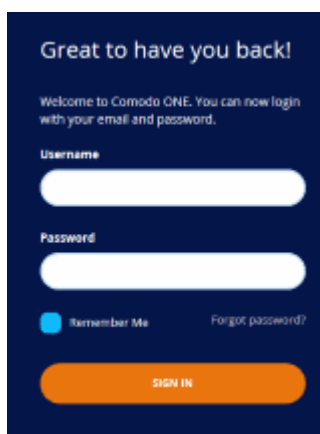 Great to have you back!
Welcome to Comodo ONE. You can now login
with your email and password.
Username
Password
Remember Me
Forgot password?
SIGN IN